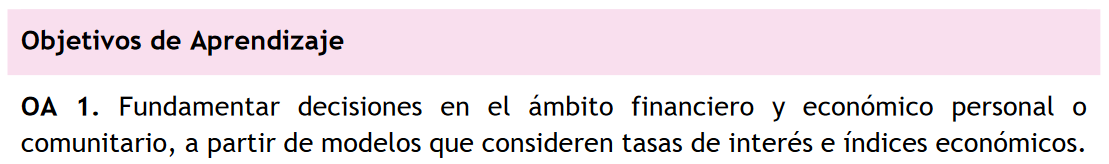 Objetivos de Aprendizaje
OA 1. Fundamentar decisiones en el ámbito financiero y económico personal o
comunitario, a partir de modelos que consideren tasas de interés e índices económicos.